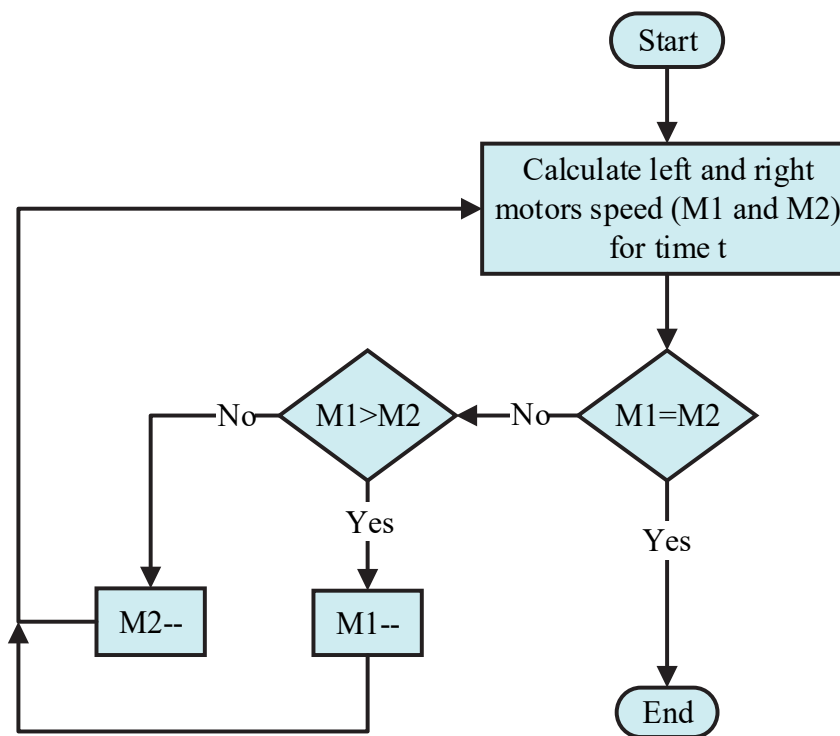 Start
Calculate left and right
motors speed (M1 and M2)
for time t
M1=M2
No
M1>M2
No
Yes
Yes
M2--
M1--
End